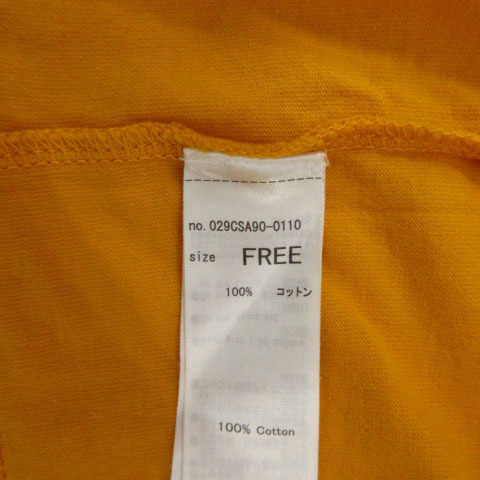 no. 029CSA90-0110
size FREE
100% コットン
100% Cotton